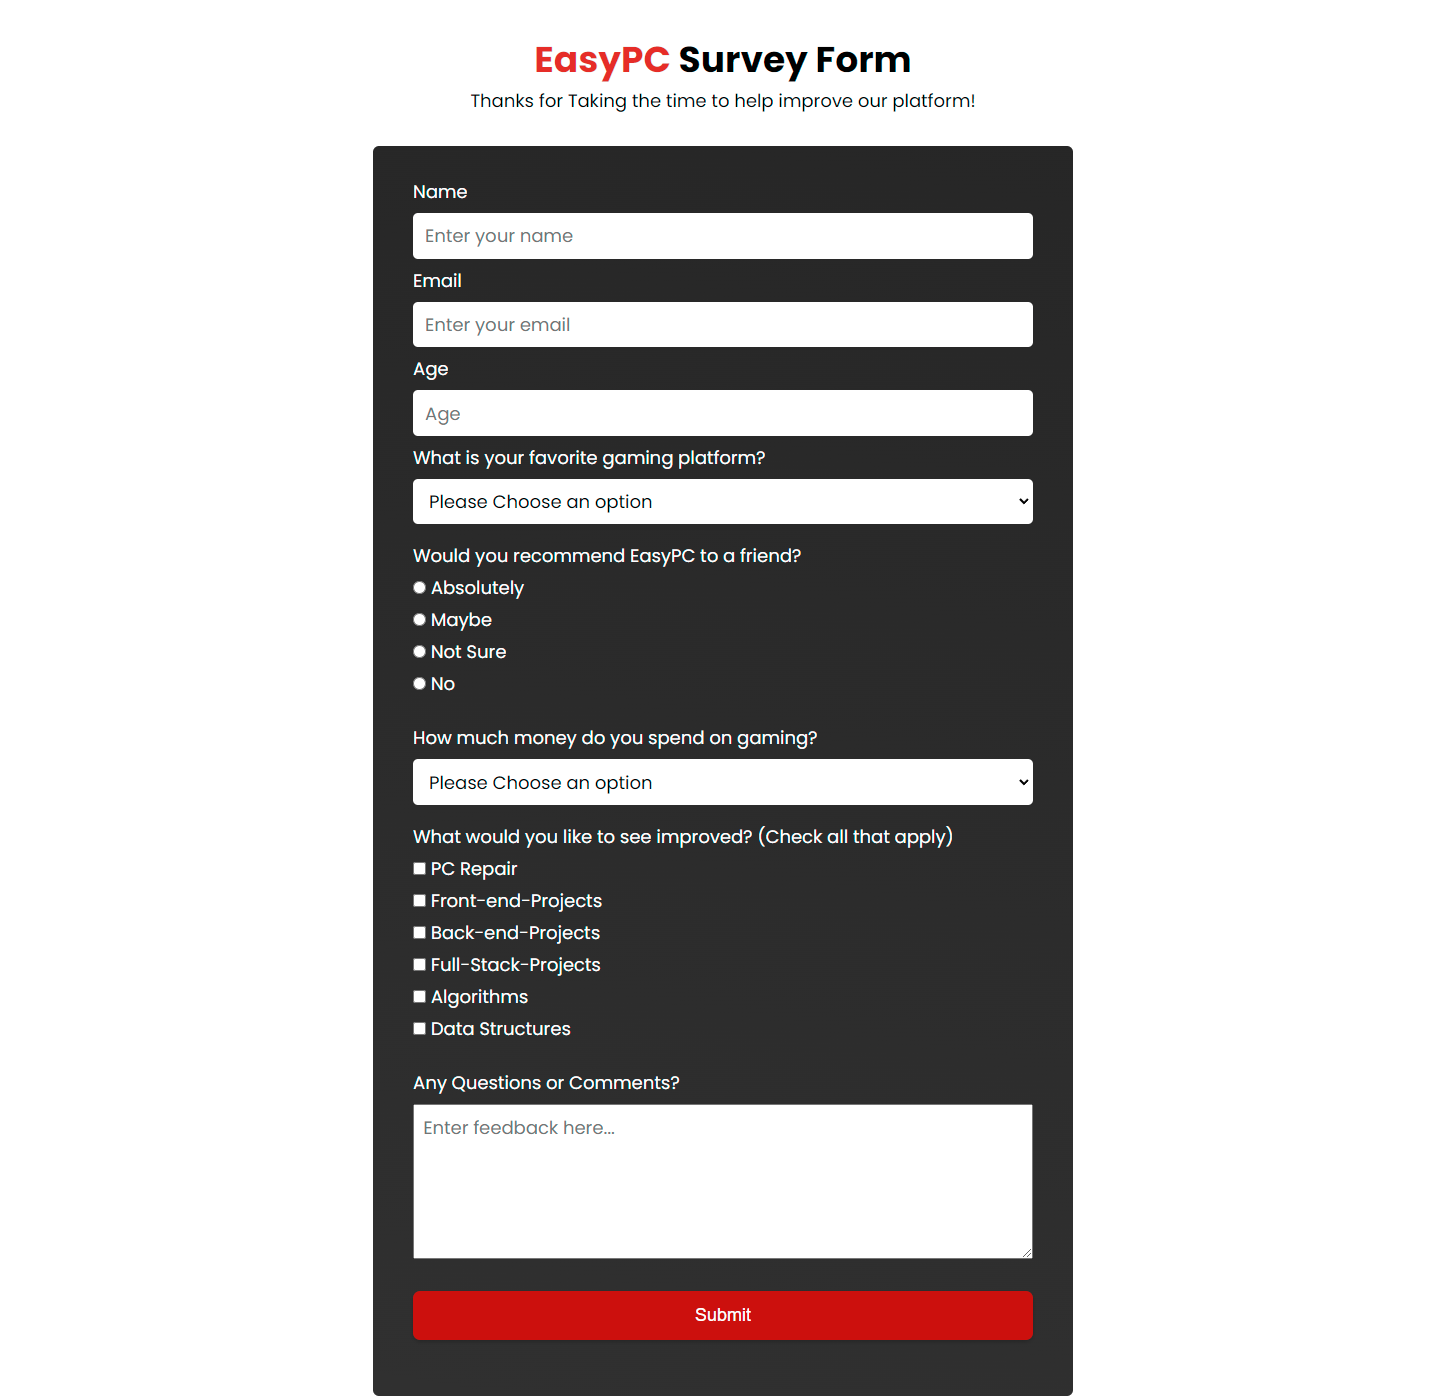 EasyPC Survey Form
Thanks for Taking the time to help improve our platform!
Name
Enter your name
Email
Enter your email
Age
Age
What is your favorite gaming platform?
Please Choose an option
Would you recommend EasyPC to a friend?
Absolutely
Maybe
Not Sure
No
How much money do you spend on gaming?
Please Choose an option
What would you like to see improved? (Check all that apply)
PC Repair
Front-end-Projects
Back-end-Projects
Full-Stack-Projects
Algorithms
Data Structures
Any Questions or Comments?
Enter feedback here...
Submit